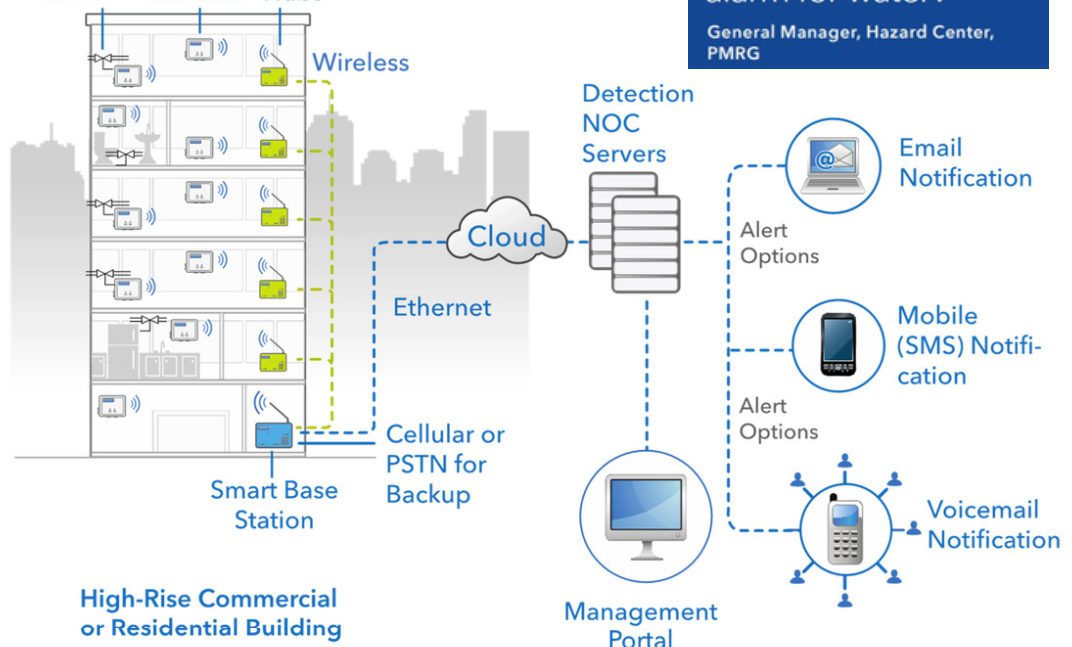 General Manager, Hazard Center,
PMRG
Wireless
Detection
NOC
Servers
Email
Notification
Cloud
Alert
Options
Ethernet
Mobile
(SMS) Notifi-
cation
Alert
Options
Cellular or
PSTN for
Backup
Smart Base
Station
Voicemail
Notification
High-Rise Commercial
or Residential Building
Management
Portal